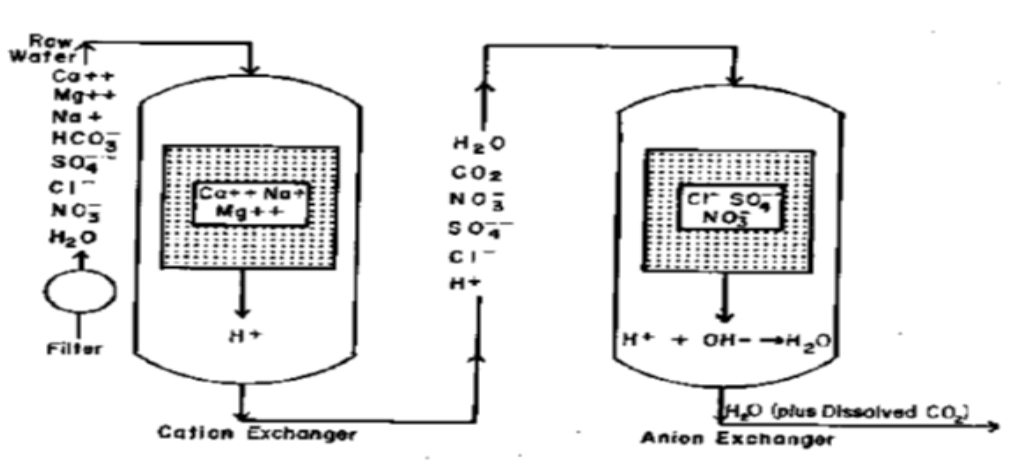 Raw
Water
Ca++
Mg++
Na+
HCO₃⁻
SO₄⁻⁻
Cl⁻
NO₃⁻
H₂O
Filter
Ca++ Na+
Mg++
H+
Cation Exchanger
H₂O
CO₂
NO₃⁻
SO₄⁻⁻
Cl⁻
H+
Cl⁻ SO₄⁻⁻
NO₃⁻
H+ + OH- →H₂O
H₂O (plus Dissolved CO₂)
Anion Exchanger